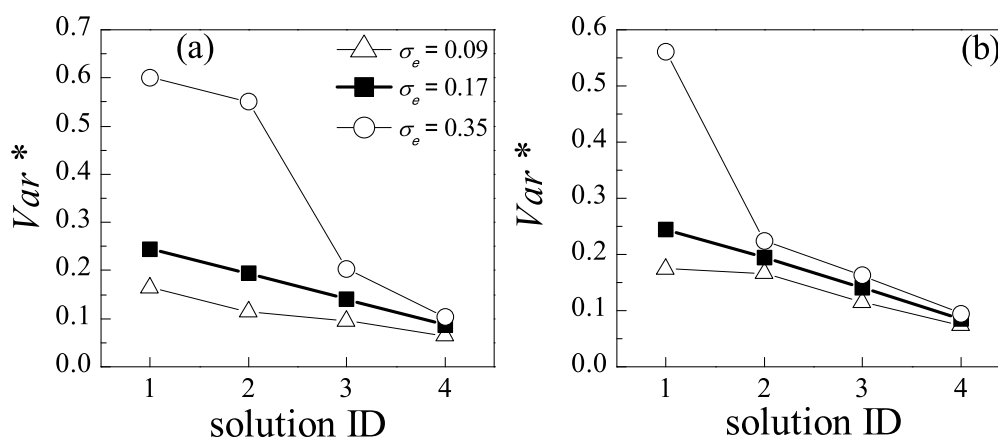 (a)
σe = 0.09
σe = 0.17
σe = 0.35
0.7
0.6
0.5
0.4
0.3
0.2
0.1
0.0
Var *
1 2 3 4
solution ID
(b)
0.6
0.5
0.4
0.3
0.2
0.1
0.0
Var *
1 2 3 4
solution ID